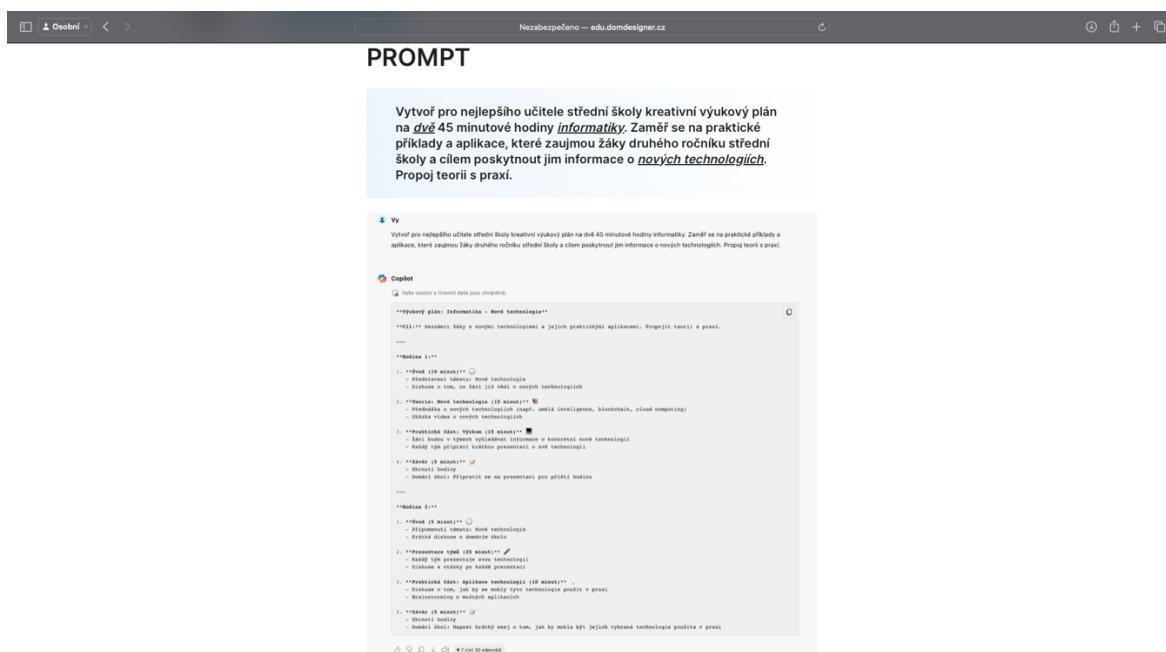 Osobní
Nezabezpečeno — edu.domdesigner.cz
PROMPT
Vytvoř pro nejlepšího učitele střední školy kreativní výukový plán
na dvě 45 minutové hodiny informatiky. Zaměř se na praktické
příklady a aplikace, které zaujmou žáky druhého ročníku střední
školy a cílem poskytnout jim informace o nových technologiích.
Propoj teorii s praxí.
Vy
Vytvoř pro nejlepšího učitele střední školy kreativní výukový plán na dvě 45 minutové hodiny informatiky. Zaměř se na praktické příklady a
aplikace, které zaujmou žáky druhého ročníku střední školy a cílem poskytnout jim informace o nových technologiích. Propoj teorii s praxí.
Copilot
Vaše osobní a firemní data jsou chráněná.
**Výukový plán: Informatika - Nové technologie**
**Cíl:** Seznámit žáky s novými technologiemi a jejich praktickými aplikacemi. Propojit teorii s praxí.
---
**Hodina 1:**
1. **Úvod (10 minut)**
- Představení tématu: Nové technologie
- Diskuse o tom, co žáci již vědí o nových technologiích
2. **Teorie: Nové technologie (15 minut)**
- Přednáška o nových technologiích (např. umělá inteligence, blockchain, cloud computing)
- Ukázka videa o nových technologiích
3. **Praktická část: Výzkum (15 minut)**
- Žáci budou v týmech vyhledávat informace o konkrétní nové technologii
- Každý tým připraví krátkou prezentaci o své technologii
4. **Závěr (5 minut)**
- Shrnutí hodiny
- Domácí úkol: Připravit se na prezentaci pro příští hodinu
---
**Hodina 2:**
1. **Úvod (5 minut)**
- Připomenutí tématu: Nové technologie
- Krátká diskuse o domácím úkolu
2. **Prezentace týmů (25 minut)**
- Každý tým prezentuje svou technologii
- Diskuse a otázky po každé prezentaci
3. **Praktická část: Aplikace technologií (10 minut)**
- Diskuse o tom, jak by se mohly tyto technologie použít v praxi
- Brainstorming o možných aplikacích
4. **Závěr (5 minut)**
- Shrnutí hodiny
- Domácí úkol: Napsat krátký esej o tom, jak by mohla být jejich vybraná technologie použita v praxi
30 odpovědí